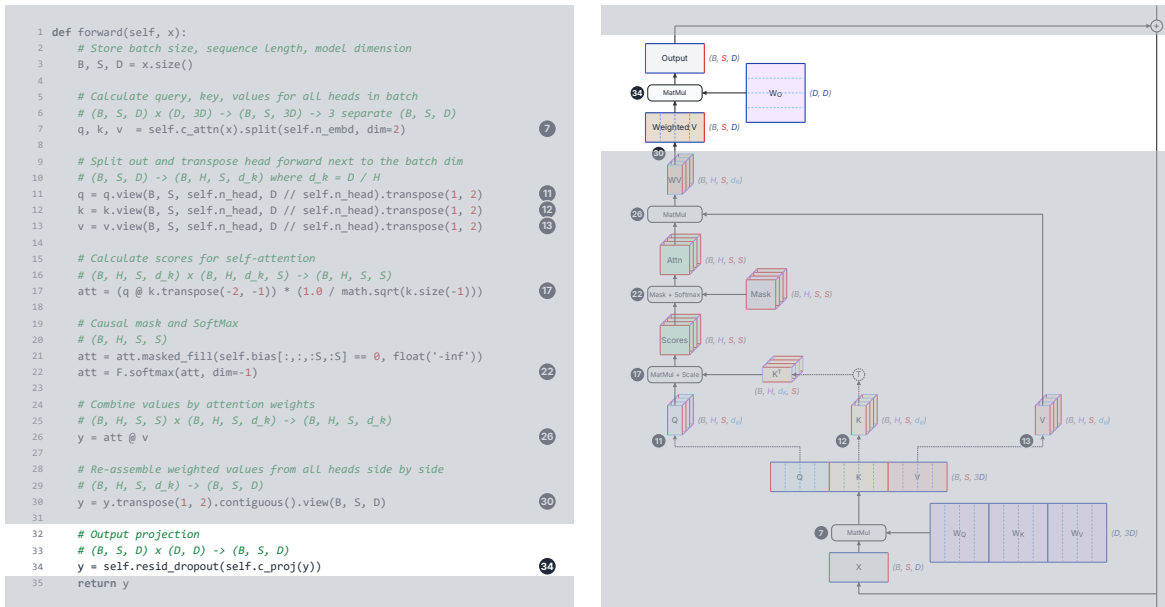 1 def forward(self, x):
2 # Store batch size, sequence length, model dimension
3 B, S, D = x.size()
4
5 # Calculate query, key, values for all heads in batch
6 # (B, S, D) x (D, 3D) -> (B, S, 3D) -> 3 separate (B, S, D)
7 q, k, v  = self.c_attn(x).split(self.n_embd, dim=2) 7
8
9 # Split out and transpose head forward next to the batch dim
10 # (B, S, D) -> (B, H, S, d_k) where d_k = D / H
11 q = q.view(B, S, self.n_head, D // self.n_head).transpose(1, 2) 11
12 k = k.view(B, S, self.n_head, D // self.n_head).transpose(1, 2) 12
13 v = v.view(B, S, self.n_head, D // self.n_head).transpose(1, 2) 13
14
15 # Calculate scores for self-attention
16 # (B, H, S, d_k) x (B, H, d_k, S) -> (B, H, S, S)
17 att = (q @ k.transpose(-2, -1)) * (1.0 / math.sqrt(k.size(-1))) 17
18
19 # Causal mask and SoftMax
20 # (B, H, S, S)
21 att = att.masked_fill(self.bias[:,:,:S,:S] == 0, float('-inf'))
22 att = F.softmax(att, dim=-1) 22
23
24 # Combine values by attention weights
25 # (B, H, S, S) x (B, H, S, d_k) -> (B, H, S, d_k)
26 y = att @ v 26
27
28 # Re-assemble weighted values from all heads side by side
29 # (B, H, S, d_k) -> (B, S, D)
30 y = y.transpose(1, 2).contiguous().view(B, S, D) 30
31
32 # Output projection
33 # (B, S, D) x (D, D) -> (B, S, D)
34 y = self.resid_dropout(self.c_proj(y)) 34
35 return y
Output (B, S, D)
34 MatMul W_O (D, D)
Weighted V (B, S, D)
30
WV (B, H, S, d_k)
26 MatMul
Attn (B, H, S, S)
22 Mask + Softmax Mask (B, H, S, S)
Scores (B, H, S, S)
17 MatMul + Scale K^T T
(B, H, d_k, S)
Q (B, H, S, d_k) K (B, H, S, d_k) V (B, H, S, d_k)
11 12 13
Q K V (B, S, 3D)
7 MatMul W_Q W_K W_V (D, 3D)
X (B, S, D)